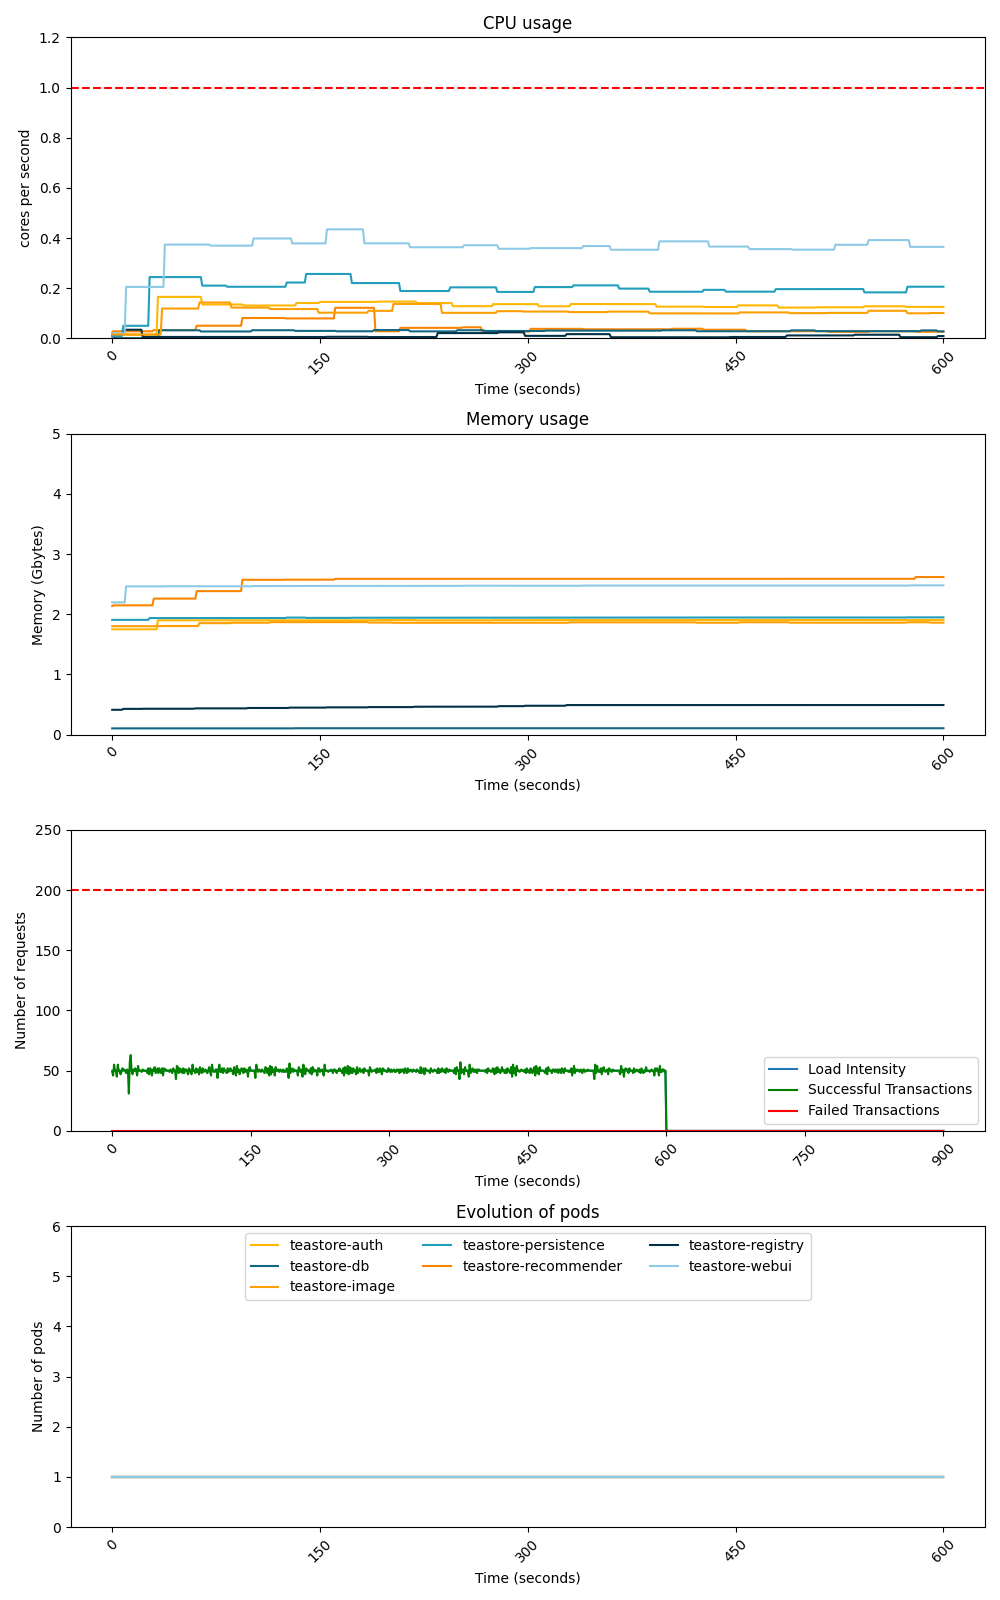 CPU usage
1.2
1.0
0.8
0.6
0.4
0.2
0.0
cores per second
0 150 300 450 600
Time (seconds)
Memory usage
5
4
3
2
1
0
Memory (Gbytes)
0 150 300 450 600
Time (seconds)
250
200
150
100
50
0
Number of requests
Load Intensity
Successful Transactions
Failed Transactions
0 150 300 450 600 750 900
Time (seconds)
Evolution of pods
6
5
4
3
2
1
0
Number of pods
teastore-auth teastore-persistence teastore-registry
teastore-db teastore-recommender teastore-webui
teastore-image
0 150 300 450 600
Time (seconds)